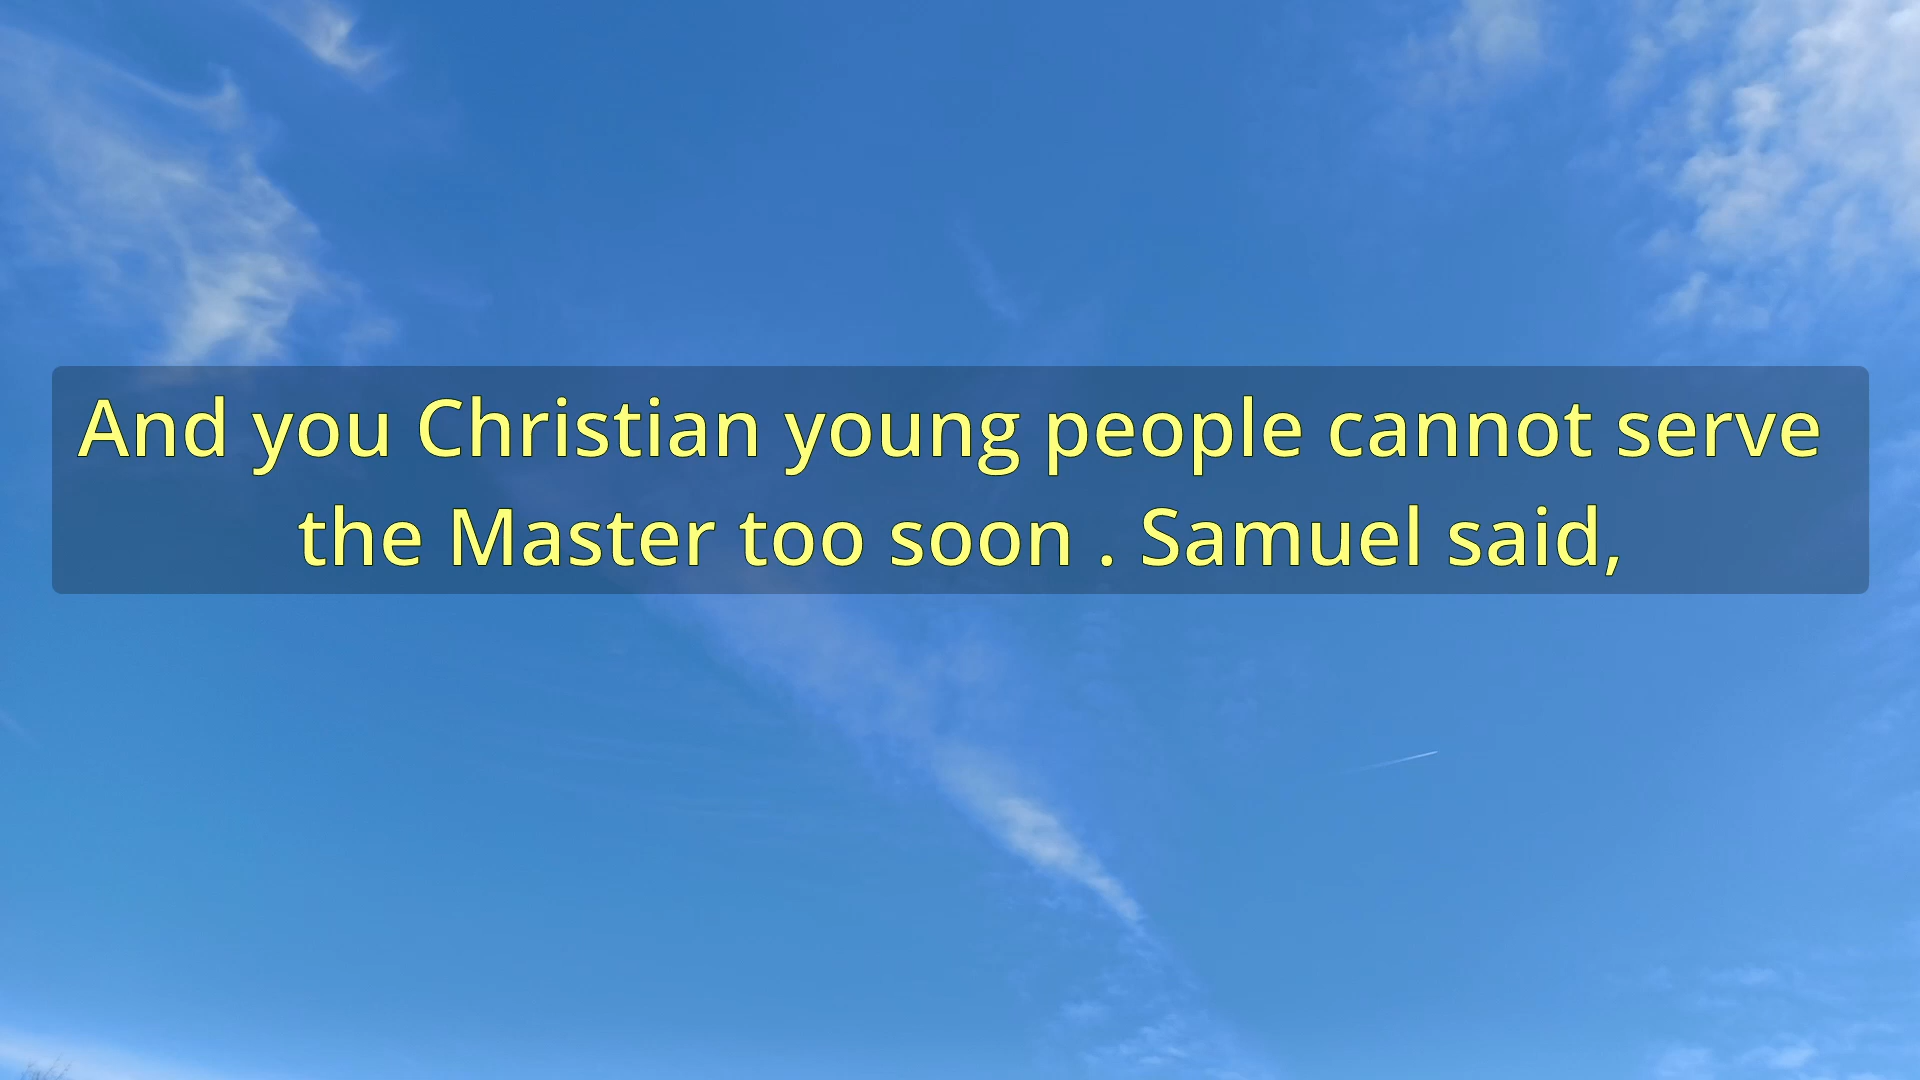 And you Christian young people cannot serve
the Master too soon . Samuel said,